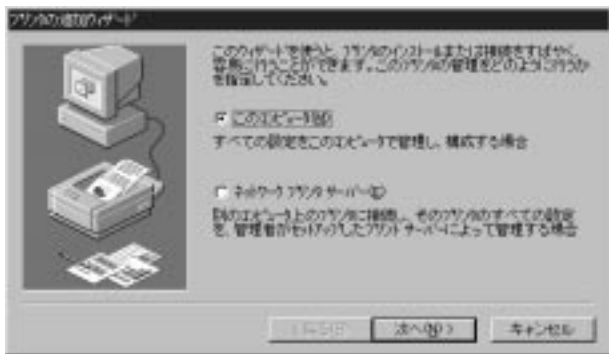 プリンタの追加ウィザード
このウィザードを使うと、プリンタのインストールまたは接続をすばやく、
容易に行うことができます。このプリンタの管理をどのように行うか
を指定してください。
このコンピュータ(M)
すべての設定をこのコンピュータで管理し、構成する場合
ネットワーク プリンタ サーバー(E)
別のコンピュータ上のプリンタに接続し、そのプリンタのすべての設定
を、管理者がセットアップしたプリント サーバーによって管理する場合
< 戻る(B)
次へ(N) >
キャンセル